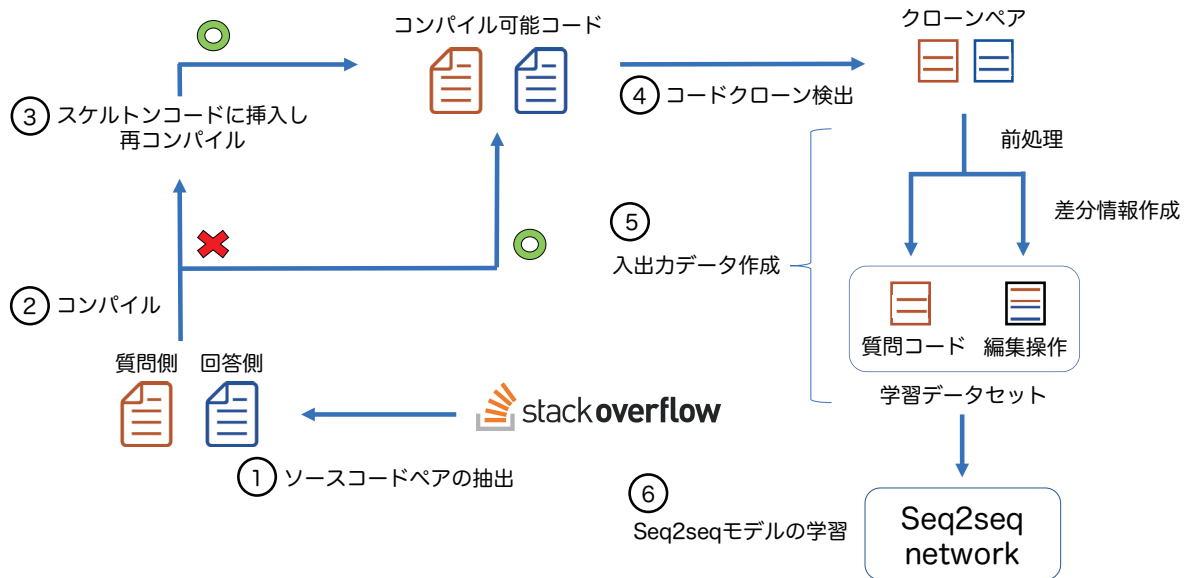 コンパイル可能コード
クローンペア
③ スケルトンコードに挿入し
再コンパイル
④ コードクローン検出
前処理
差分情報作成
⑤
入出力データ作成
② コンパイル
質問コード
編集操作
質問側
回答側
学習データセット
stackoverflow
① ソースコードペアの抽出
⑥
Seq2seqモデルの学習
Seq2seq
network